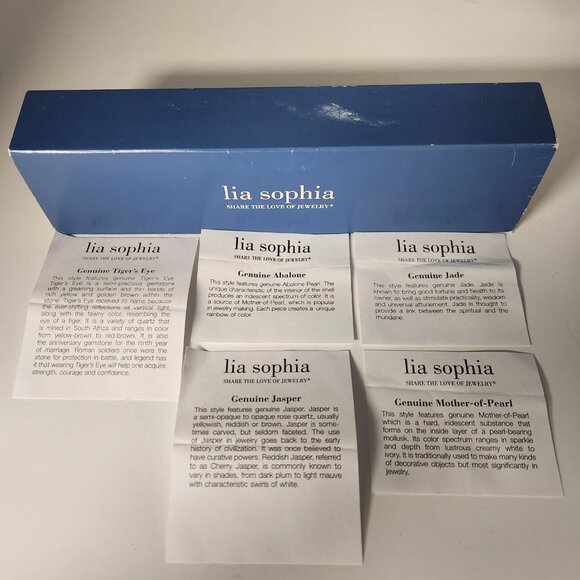 lia sophia
SHARE THE LOVE OF JEWELRY®
lia sophia
SHARE THE LOVE OF JEWELRY®
Genuine Tiger's Eye
This style features genuine Tiger's Eye.
Tiger's Eye is a semi-precious gemstone
with a gleaming surface and thin bands of
rich yellow and golden brown within the
stone. Tiger's Eye received its name because
the ever-shifting reflections of vertical light
along with the tawny color, resembling the
eye of a tiger. It is a variety of quartz that
is mined in South Africa and ranges in color
from yellow-brown to red-brown. It is also
the anniversary gemstone for the ninth year
of marriage. Roman soldiers once wore the
stone for protection in battle, and legend has
it that wearing Tiger's Eye will help one acquire
strength, courage and confidence.
lia sophia
SHARE THE LOVE OF JEWELRY®
Genuine Abalone
This style features genuine Abalone Pearl. The
unique characteristic of the interior of the shell
produces an iridescent spectrum of color. It is
a source of Mother-of Pearl, which is popular
in jewelry making. Each piece creates a unique
rainbow of color.
lia sophia
SHARE THE LOVE OF JEWELRY®
Genuine Jade
This style features genuine Jade. Jade is
known to bring good fortune and health to its
owner, as well as stimulate practicality, wisdom
and universal attunement. Jade is thought to
provide a link between the spiritual and the
mundane.
lia sophia
SHARE THE LOVE OF JEWELRY®
Genuine Jasper
This style features genuine Jasper. Jasper is
a semi-opaque to opaque rose quartz, usually
yellowish, reddish or brown. Jasper is some-
times carved, but seldom faceted. The use
of Jasper in jewelry goes back to the early
history of civilization. It was once believed to
have curative powers. Reddish Jasper, referred
to as Cherry Jasper, is commonly known to
vary in shades, from dark plum to light mauve
with characteristic swirls of white.
lia sophia
SHARE THE LOVE OF JEWELRY®
Genuine Mother-of-Pearl
This style features genuine Mother-of-Pearl
which is a hard, iridescent substance that
forms on the inside layer of a pearl-bearing
mollusk. Its color spectrum ranges in sparkle
and depth from lustrous creamy white to
ivory. It is traditionally used to make many kinds
of decorative objects but most significantly in
jewelry.